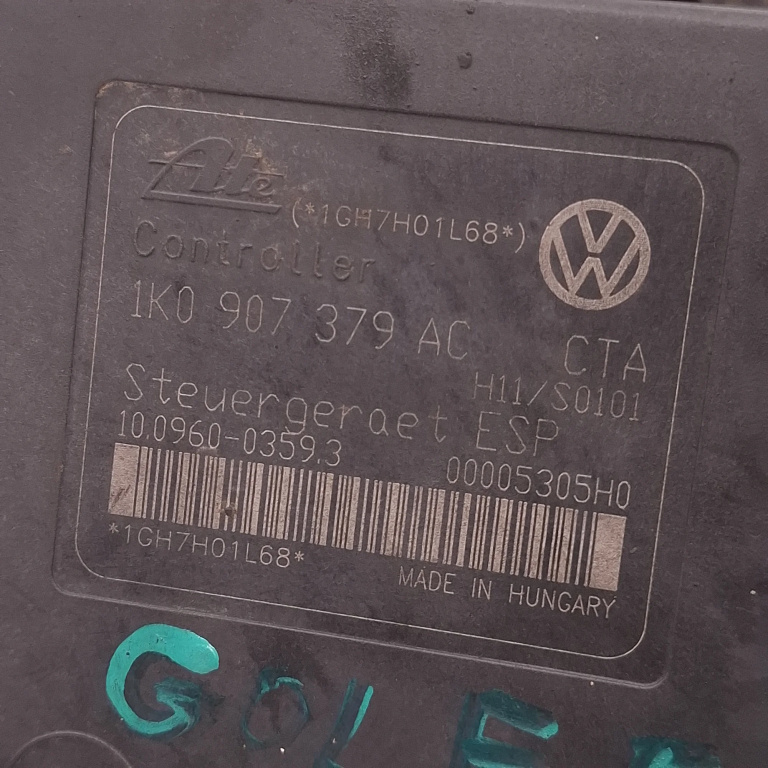 Ate
(*1GH7H01L68*)
Controller
1K0 907 379 AC CTA
H11/S0101
Steuergeraet ESP
10.0960-0359.3 00005305H0
*1GH7H01L68*
MADE IN HUNGARY
GOLF